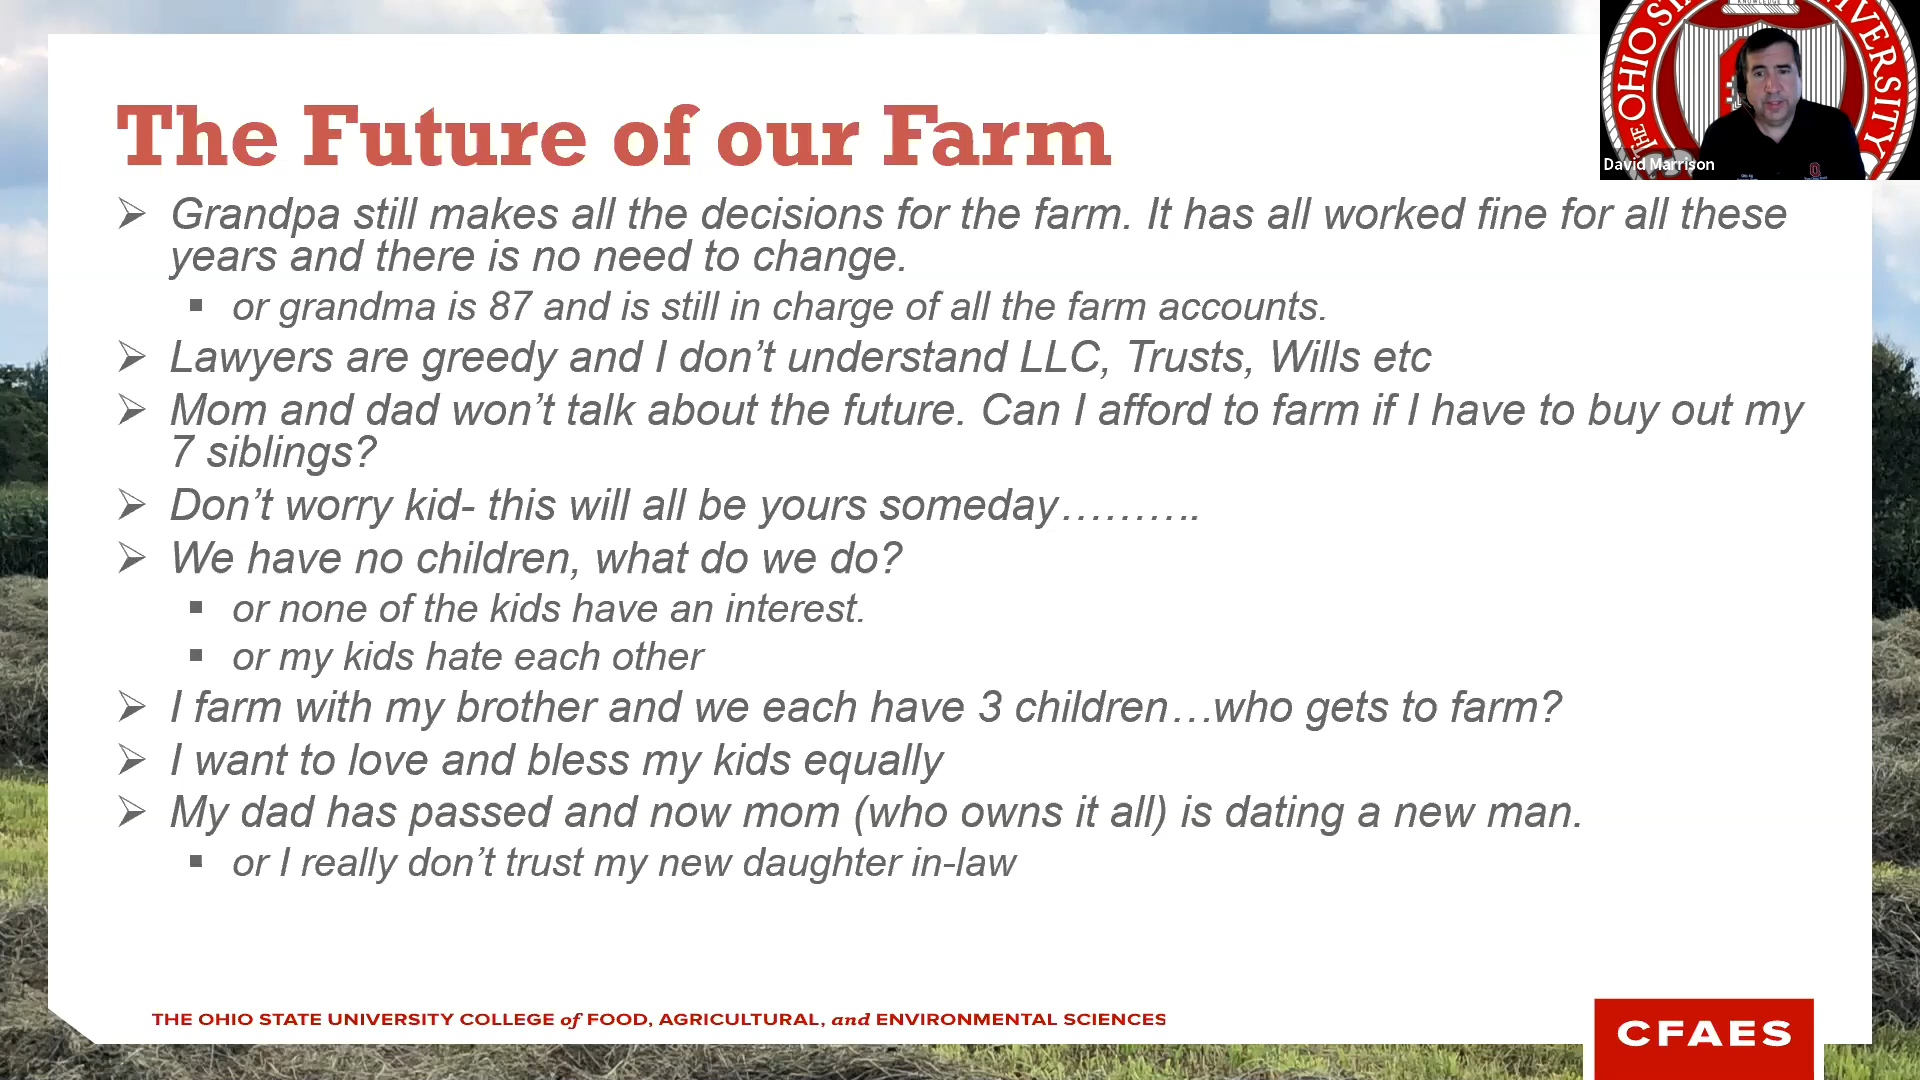 The Future of our Farm
Grandpa still makes all the decisions for the farm. It has all worked fine for all these
years and there is no need to change.
or grandma is 87 and is still in charge of all the farm accounts.
Lawyers are greedy and I don’t understand LLC, Trusts, Wills etc
Mom and dad won’t talk about the future. Can I afford to farm if I have to buy out my
7 siblings?
Don’t worry kid- this will all be yours someday……….
We have no children, what do we do?
or none of the kids have an interest.
or my kids hate each other
I farm with my brother and we each have 3 children…who gets to farm?
I want to love and bless my kids equally
My dad has passed and now mom (who owns it all) is dating a new man.
or I really don’t trust my new daughter in-law
THE OHIO STATE UNIVERSITY COLLEGE of FOOD, AGRICULTURAL, and ENVIRONMENTAL SCIENCES
CFAES
THE OHIO STA
VERSITY
David Marrison